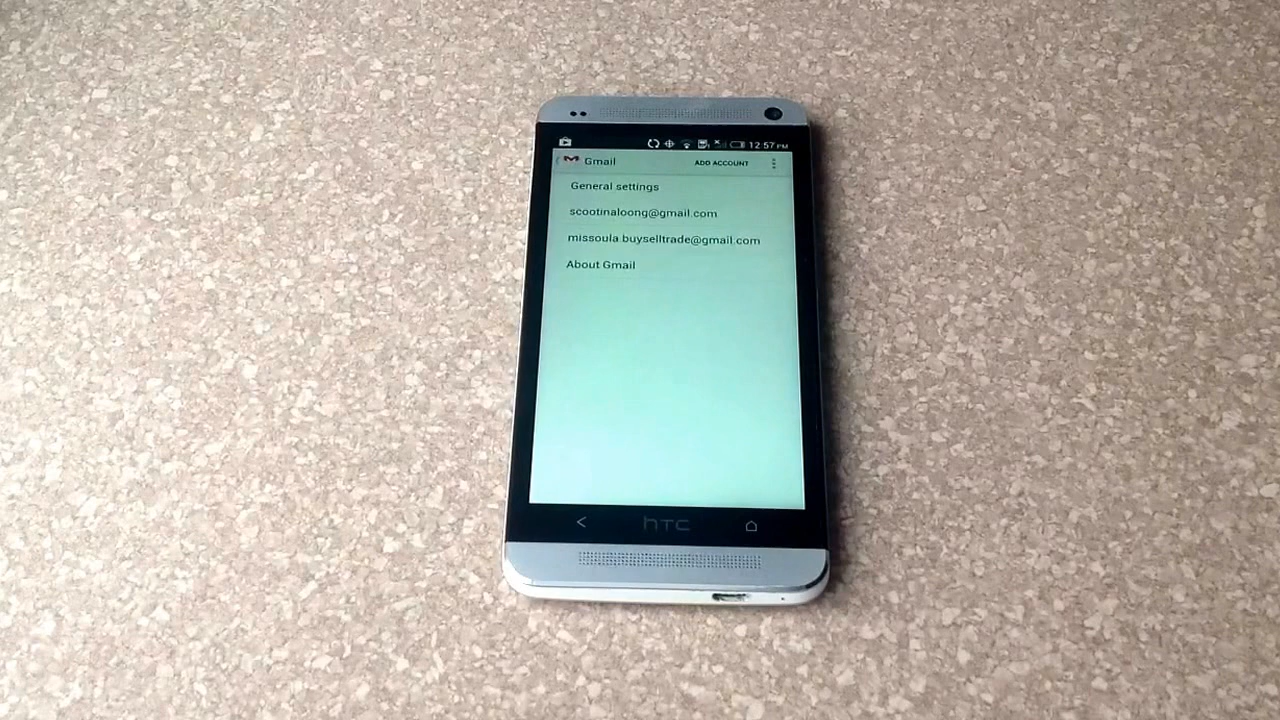 12:57 PM
Gmail ADD ACCOUNT
General settings
scootinaloong@gmail.com
missoula.buyselltrade@gmail.com
About Gmail
hTC